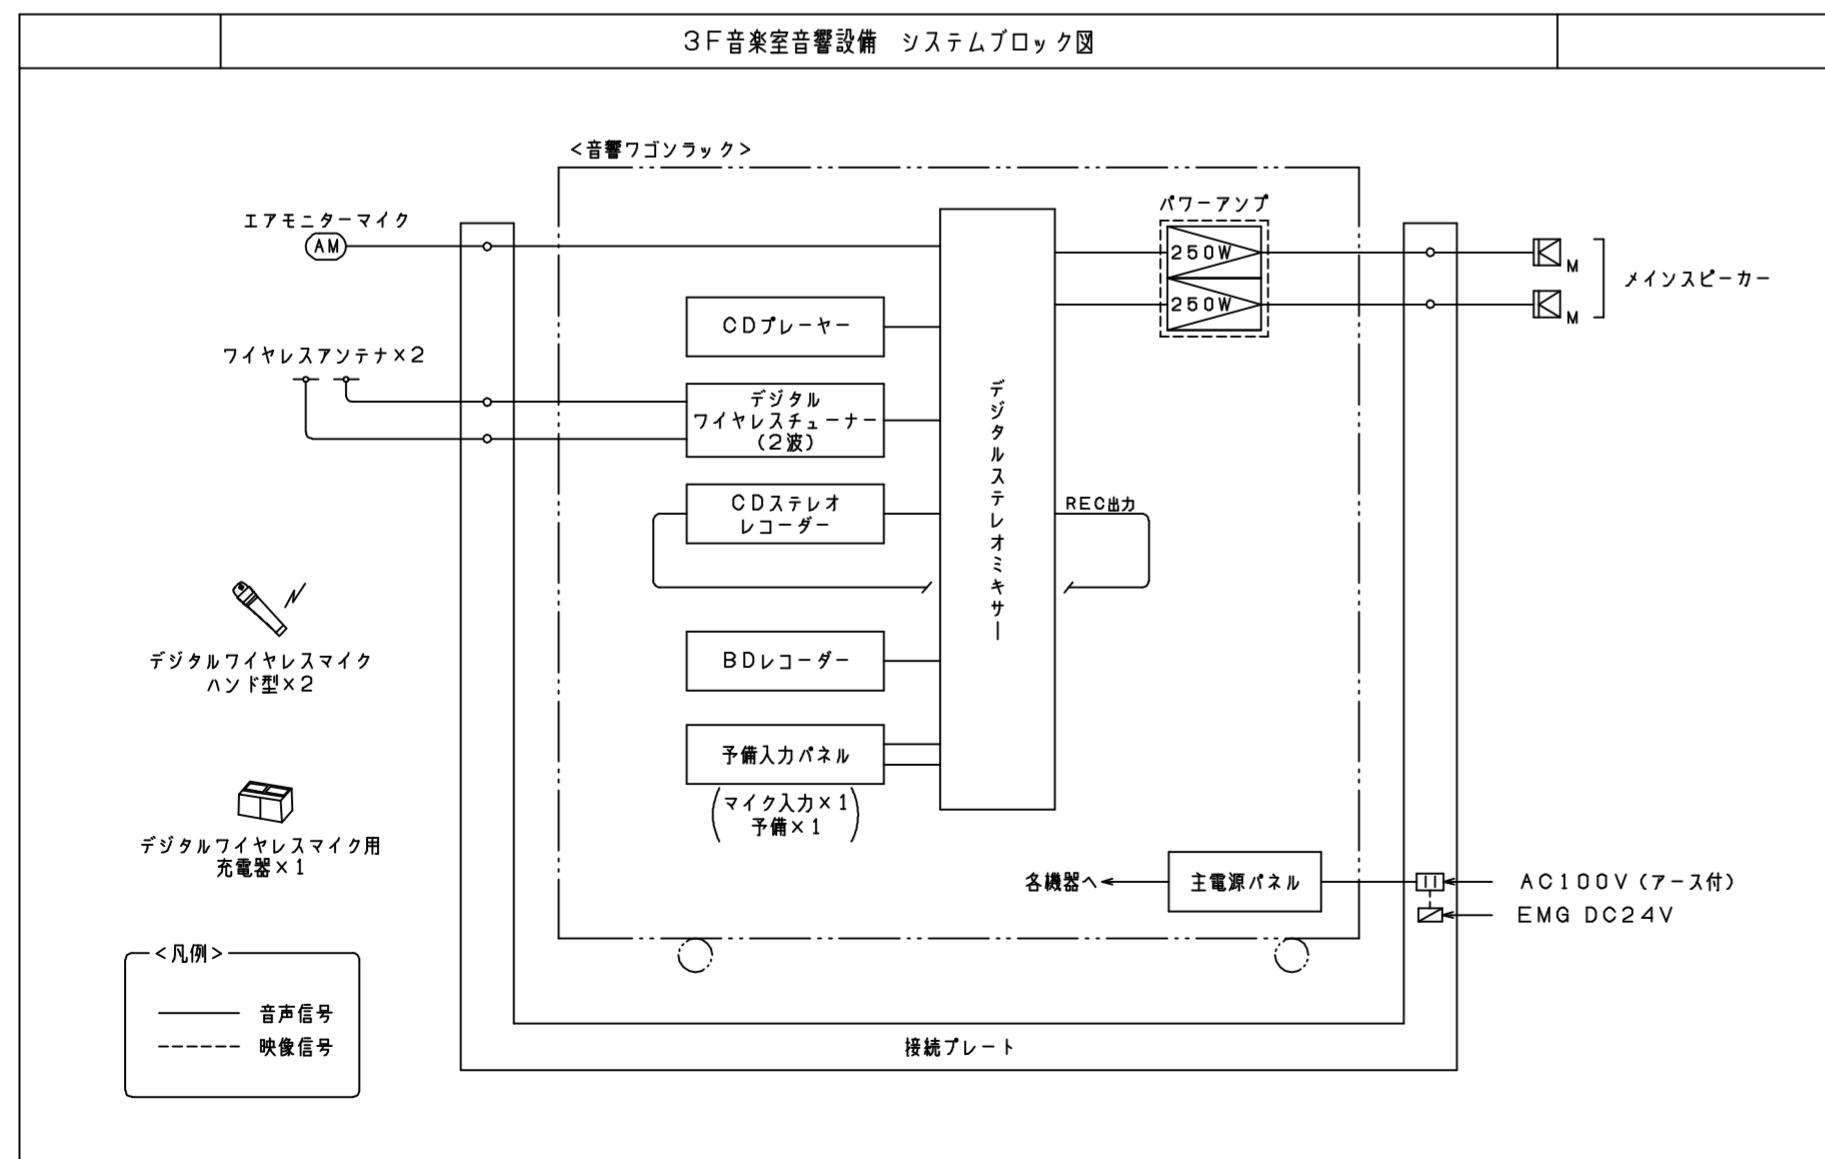 3F音楽室音響設備　システムブロック図
<音響ワゴンラック>
エアモニターマイク
AM
パワーアンプ
250W
250W
M
M
メインスピーカー
CDプレーヤー
ワイヤレスアンテナ×2
デジタル
ワイヤレスチューナー
(2波)
デジタルステレオミキサー
CDステレオ
レコーダー
REC出力
デジタルワイヤレスマイク
ハンド型×2
BDレコーダー
予備入力パネル
(マイク入力×1
予備×1)
デジタルワイヤレスマイク用
充電器×1
各機器へ
主電源パネル
AC100V(アース付)
EMG DC24V
<凡例>
音声信号
映像信号
接続プレート